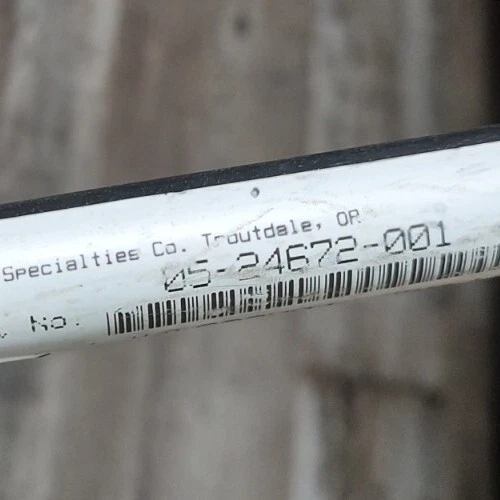 Specialties Co. Troutdale, OR
05-24672-001
No.